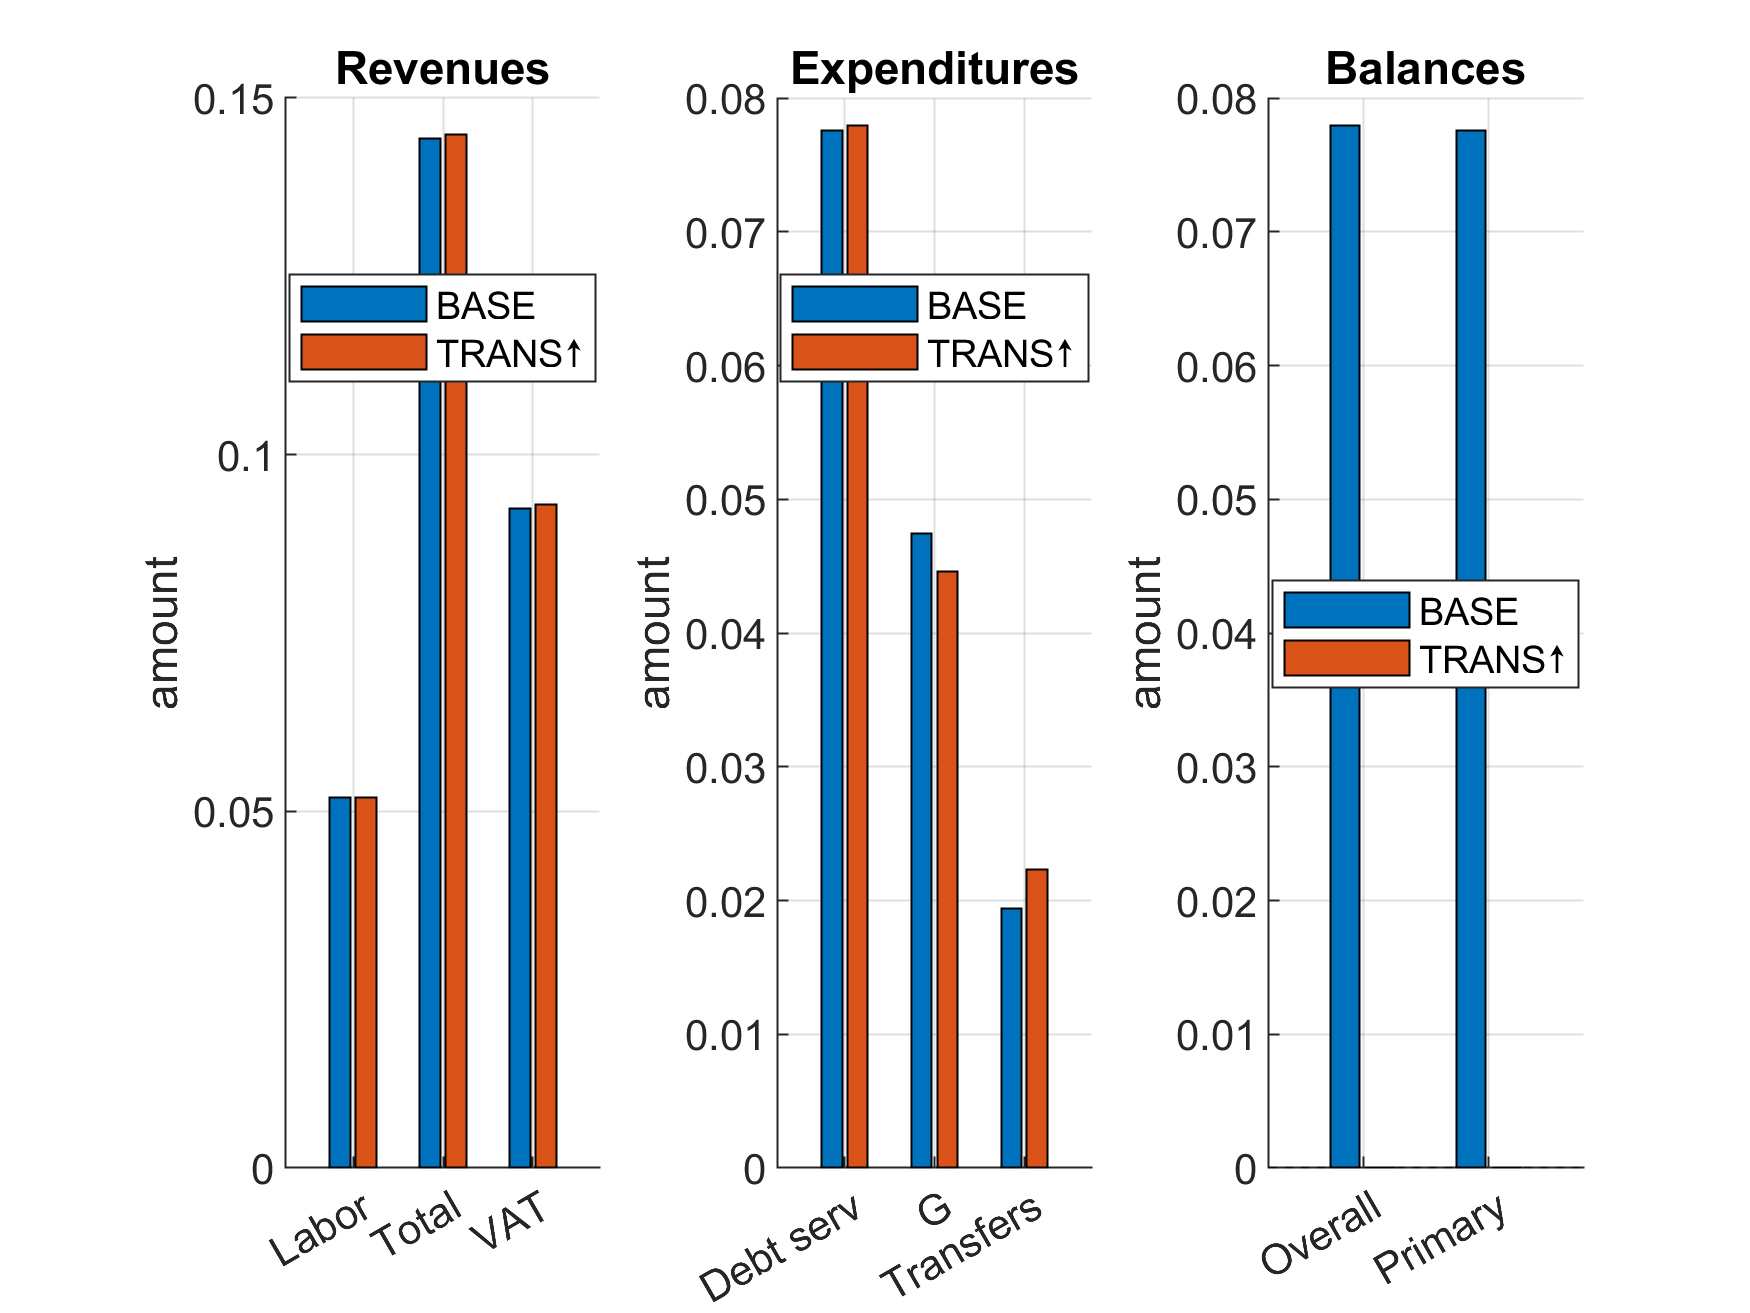 Revenues
0.15
0.1
0.05
0
amount
BASE
TRANS↑
Labor
Total
VAT
Expenditures
0.08
0.07
0.06
0.05
0.04
0.03
0.02
0.01
0
amount
BASE
TRANS↑
Debt serv
G
Transfers
Balances
0.08
0.07
0.06
0.05
0.04
0.03
0.02
0.01
0
amount
BASE
TRANS↑
Overall
Primary